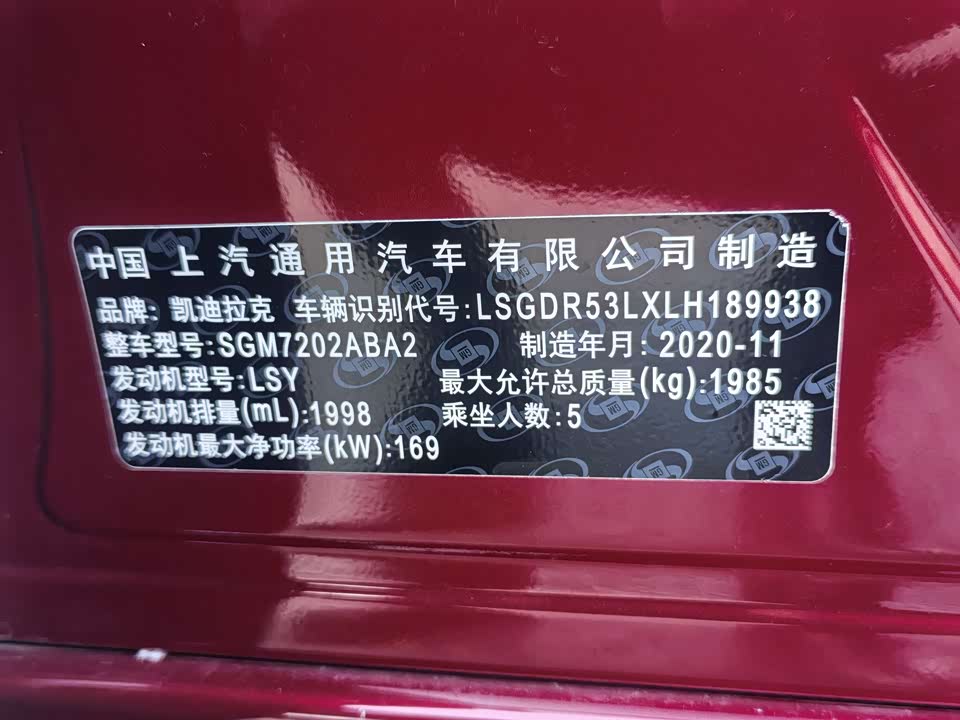 中国上汽通用汽车有限公司制造
品牌: 凯迪拉克 车辆识别代号:LSGDR53LXLH189938
整车型号:SGM7202ABA2 制造年月: 2020-11
发动机型号:LSY 最大允许总质量(kg):1985
发动机排量(mL):1998 乘坐人数:5
发动机最大净功率(kW):169